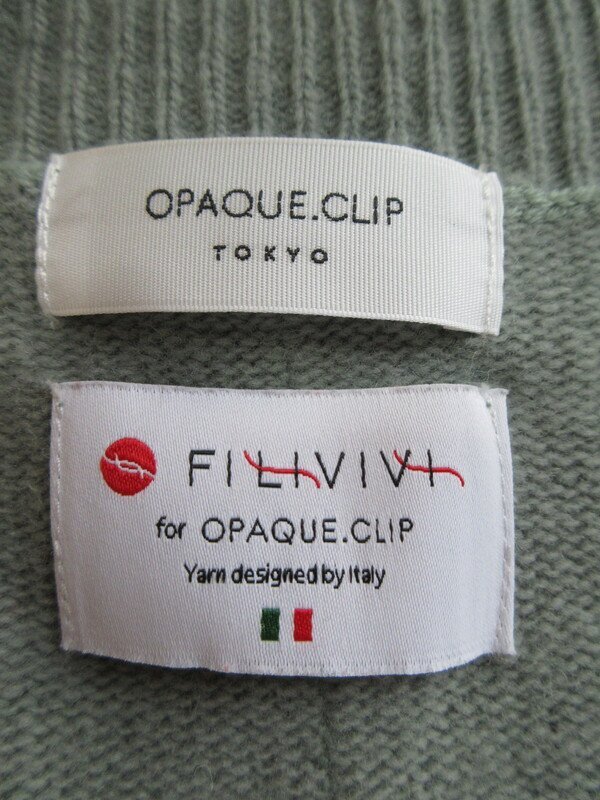 OPAQUE.CLIP
TOKYO
FILIVIVI
for OPAQUE.CLIP
Yarn designed by Italy